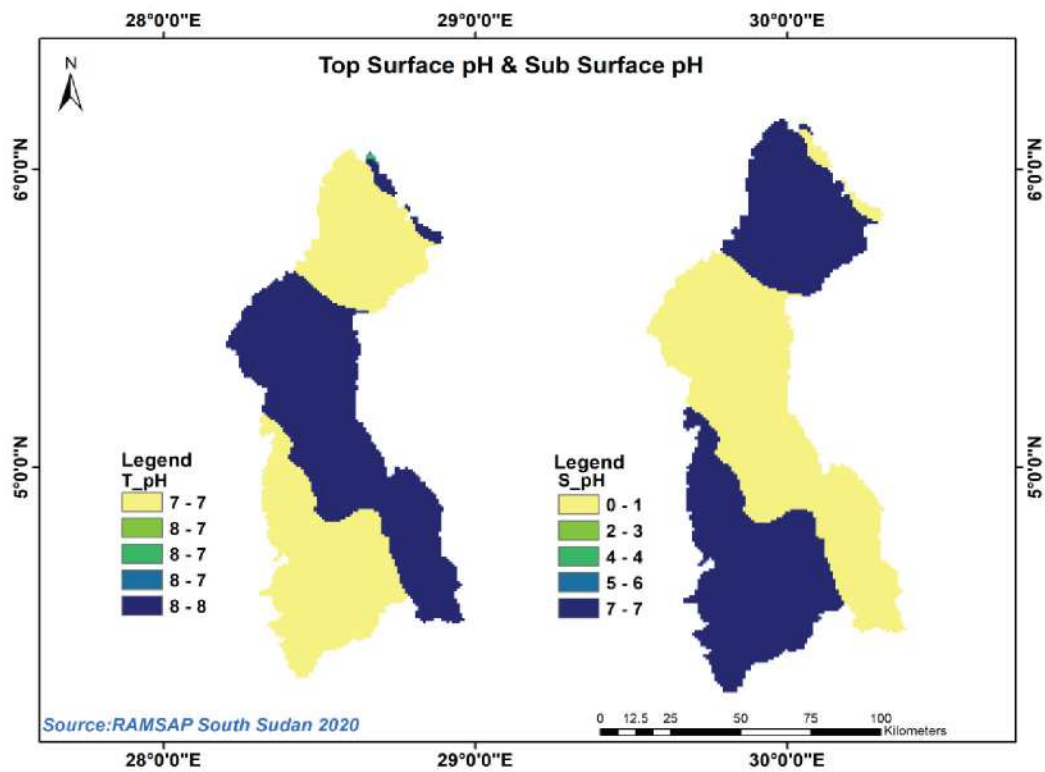 28°0'0"E 29°0'0"E 30°0'0"E
Top Surface pH & Sub Surface pH
N
6°0'0"N 6°0'0"N
5°0'0"N 5°0'0"N
Legend
T_pH
7 - 7
8 - 7
8 - 7
8 - 7
8 - 8
Legend
S_pH
0 - 1
2 - 3
4 - 4
5 - 6
7 - 7
Source:RAMSAP South Sudan 2020
0 12.5 25 50 75 100
Kilometers
28°0'0"E 29°0'0"E 30°0'0"E